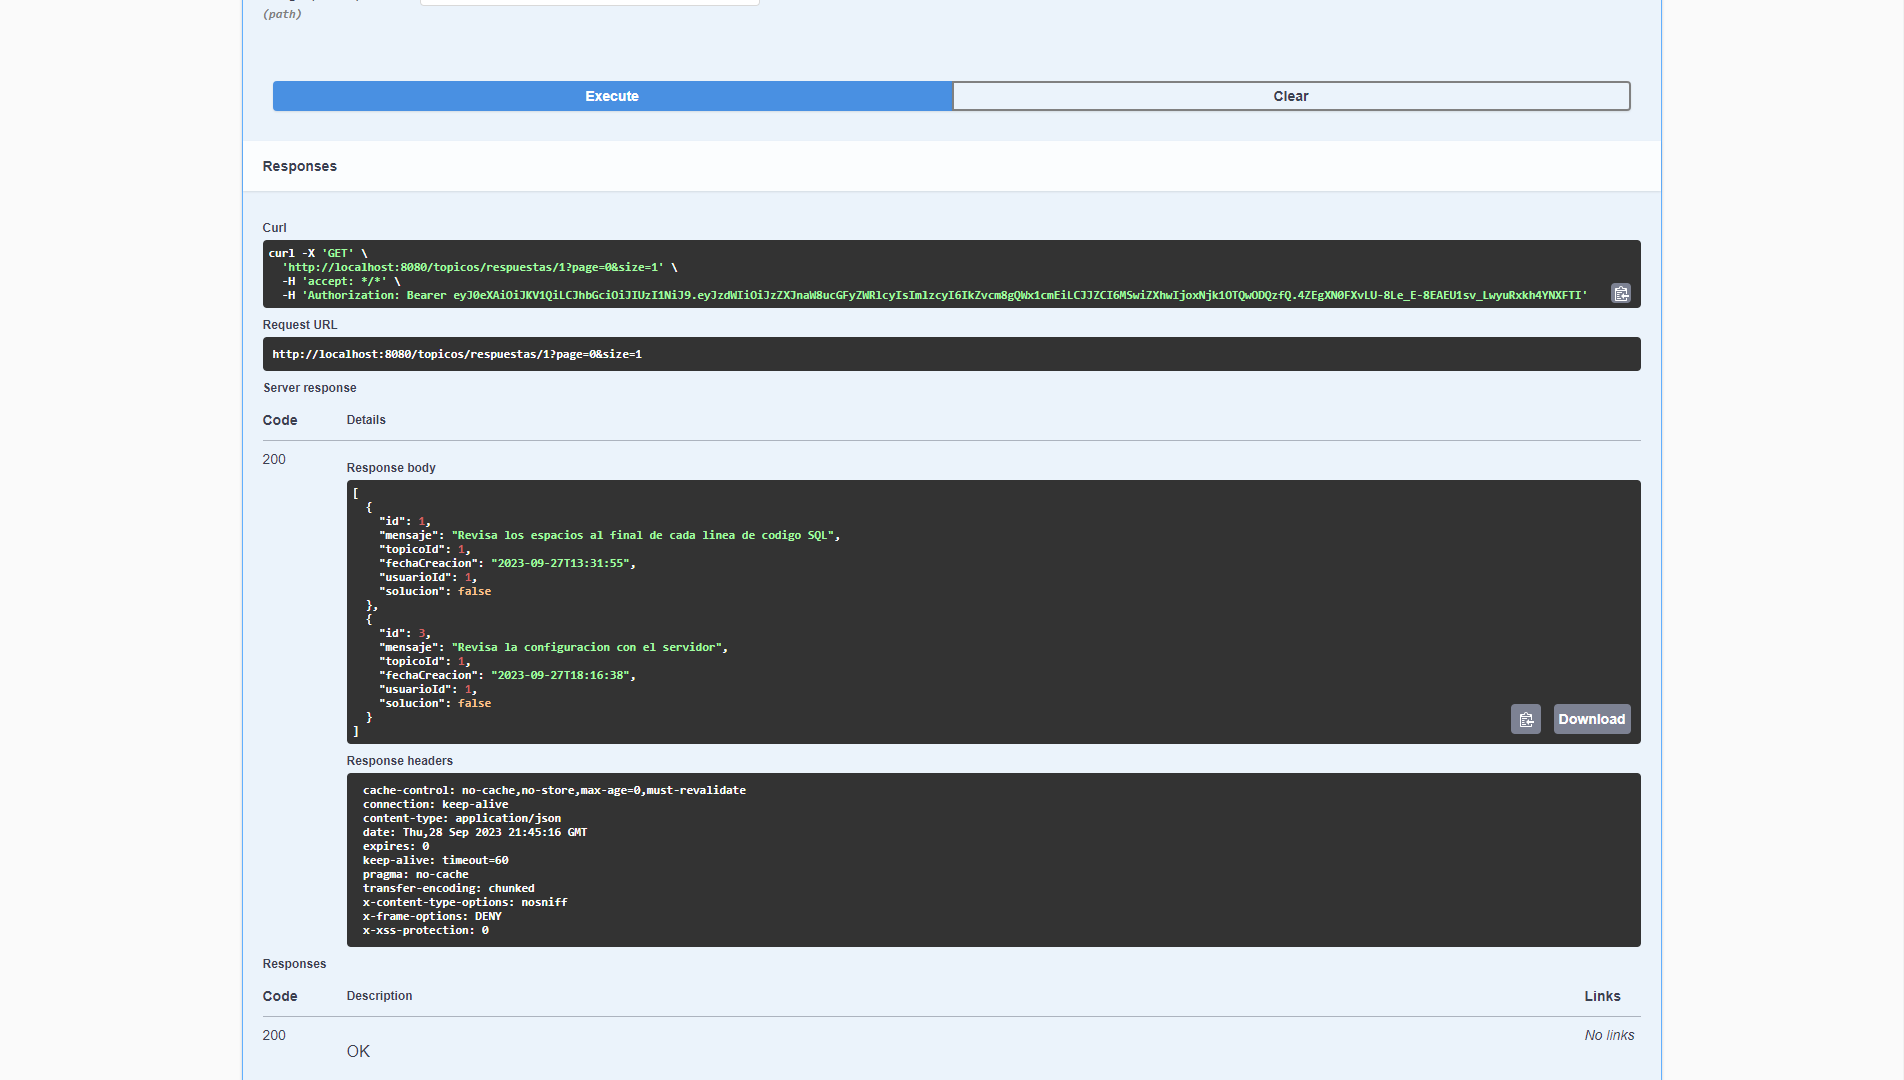 (path)
Execute
Clear
Responses
Curl
curl -X 'GET' \
  'http://localhost:8080/topicos/respuestas/1?page=0&size=1' \
  -H 'accept: */*' \
  -H 'Authorization: Bearer eyJ0eXAiOiJKV1QiLCJhbGciOiJIUzI1NiJ9.eyJzdWIiOiJzZXJnaW8ucGFyZWRlcyIsImlzcyI6IkZvcm8gQWx1cmEiLCJJZCI6MSwiZXhwIjoxNjk1OTQwODQzfQ.4ZEgXN0FXvLU-8Le_E-8EAEU1sv_LwyuRxkh4YNXFTI'
Request URL
http://localhost:8080/topicos/respuestas/1?page=0&size=1
Server response
Code Details
200
Response body
[
  {
    "id": 1,
    "mensaje": "Revisa los espacios al final de cada linea de codigo SQL",
    "topicoId": 1,
    "fechaCreacion": "2023-09-27T13:31:55",
    "usuarioId": 1,
    "solucion": false
  },
  {
    "id": 3,
    "mensaje": "Revisa la configuracion con el servidor",
    "topicoId": 1,
    "fechaCreacion": "2023-09-27T18:16:38",
    "usuarioId": 1,
    "solucion": false
  }
]
Download
Response headers
cache-control: no-cache,no-store,max-age=0,must-revalidate
connection: keep-alive
content-type: application/json
date: Thu,28 Sep 2023 21:45:16 GMT
expires: 0
keep-alive: timeout=60
pragma: no-cache
transfer-encoding: chunked
x-content-type-options: nosniff
x-frame-options: DENY
x-xss-protection: 0
Responses
Code Description Links
200
OK
No links